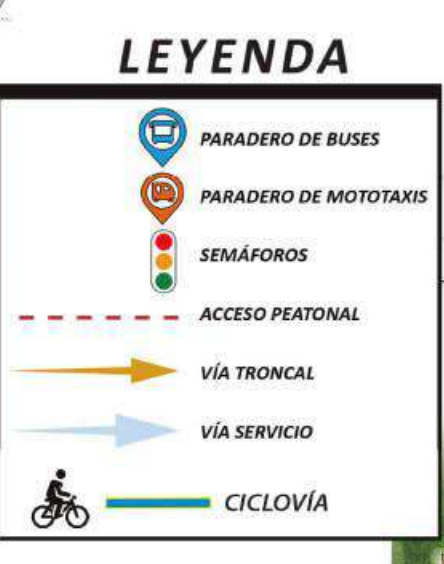 LEYENDA
PARADERO DE BUSES
PARADERO DE MOTOTAXIS
SEMÁFOROS
ACCESO PEATONAL
VÍA TRONCAL
VÍA SERVICIO
CICLOVÍA